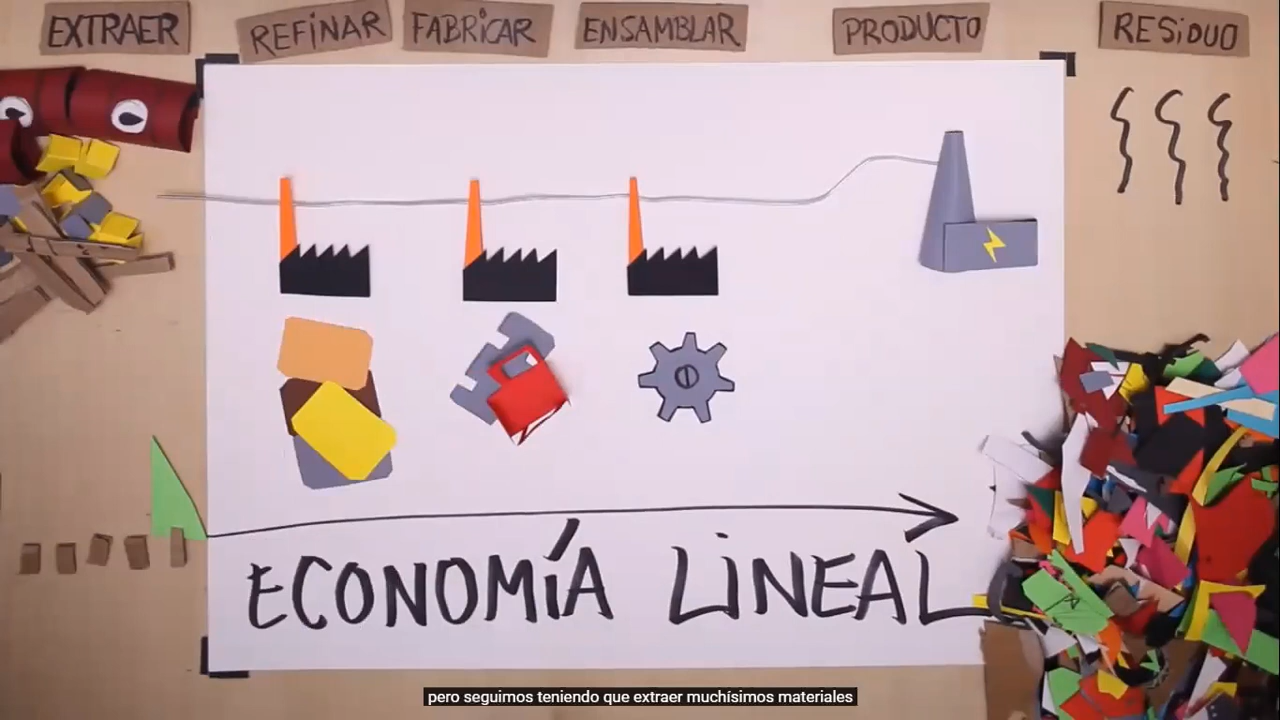 EXTRAER
REFINAR
FABRICAR
ENSAMBLAR
PRODUCTO
RESIDUO
ECONOMÍA LINEAL
pero seguimos teniendo que extraer muchísimos materiales